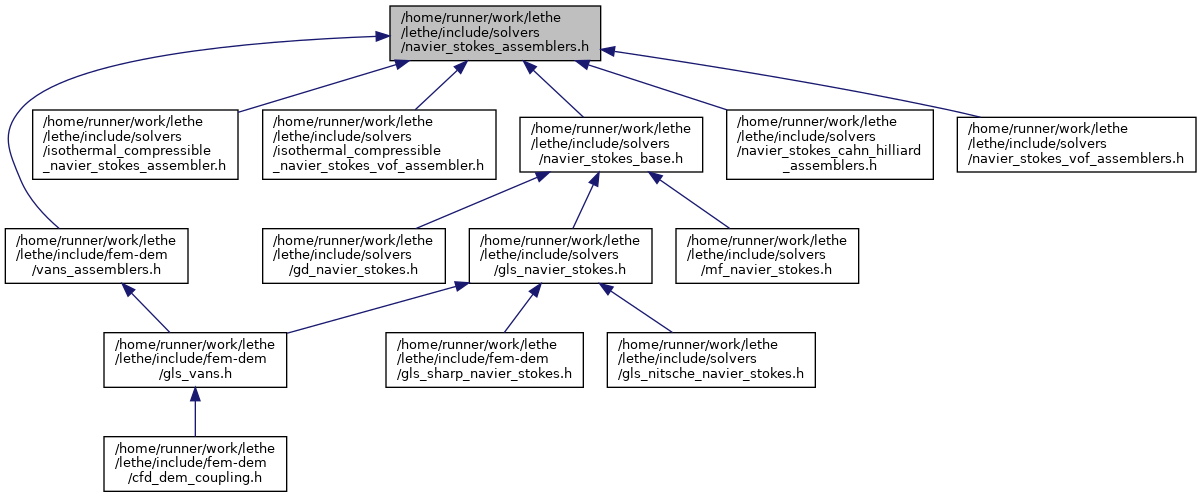 /home/runner/work/lethe
/lethe/include/solvers
/navier_stokes_assemblers.h
/home/runner/work/lethe
/lethe/include/solvers
/isothermal_compressible
_navier_stokes_assembler.h
/home/runner/work/lethe
/lethe/include/solvers
/isothermal_compressible
_navier_stokes_vof_assembler.h
/home/runner/work/lethe
/lethe/include/solvers
/navier_stokes_base.h
/home/runner/work/lethe
/lethe/include/solvers
/navier_stokes_cahn_hilliard
_assemblers.h
/home/runner/work/lethe
/lethe/include/solvers
/navier_stokes_vof_assemblers.h
/home/runner/work/lethe
/lethe/include/fem-dem
/vans_assemblers.h
/home/runner/work/lethe
/lethe/include/solvers
/gd_navier_stokes.h
/home/runner/work/lethe
/lethe/include/solvers
/gls_navier_stokes.h
/home/runner/work/lethe
/lethe/include/solvers
/mf_navier_stokes.h
/home/runner/work/lethe
/lethe/include/fem-dem
/gls_vans.h
/home/runner/work/lethe
/lethe/include/fem-dem
/gls_sharp_navier_stokes.h
/home/runner/work/lethe
/lethe/include/solvers
/gls_nitsche_navier_stokes.h
/home/runner/work/lethe
/lethe/include/fem-dem
/cfd_dem_coupling.h